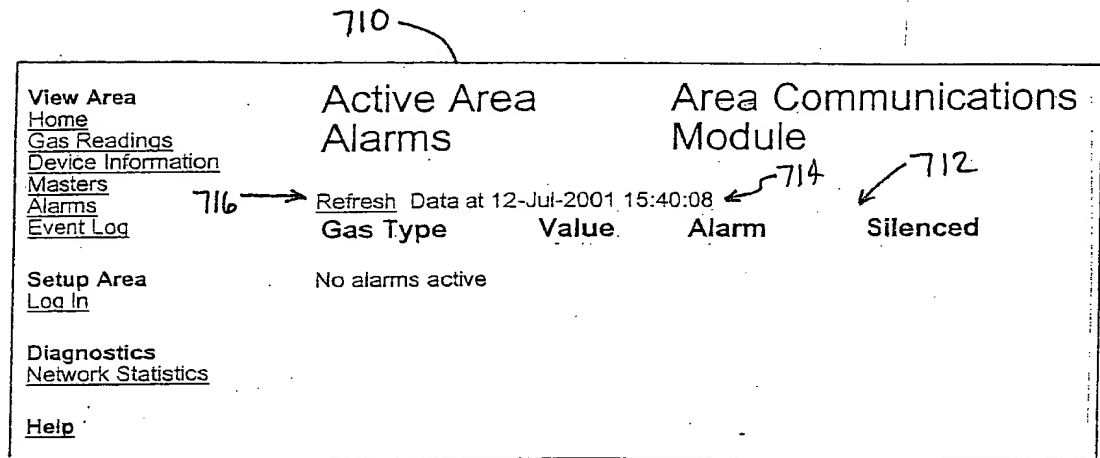 710
View Area
Home
Gas Readings
Device Information
Masters
Alarms
Event Log
Setup Area
Log In
Diagnostics
Network Statistics
Help
Active Area
Alarms
Area Communications
Module
716
Refresh Data at 12-Jul-2001 15:40:08
714
712
Gas Type Value Alarm Silenced
No alarms active